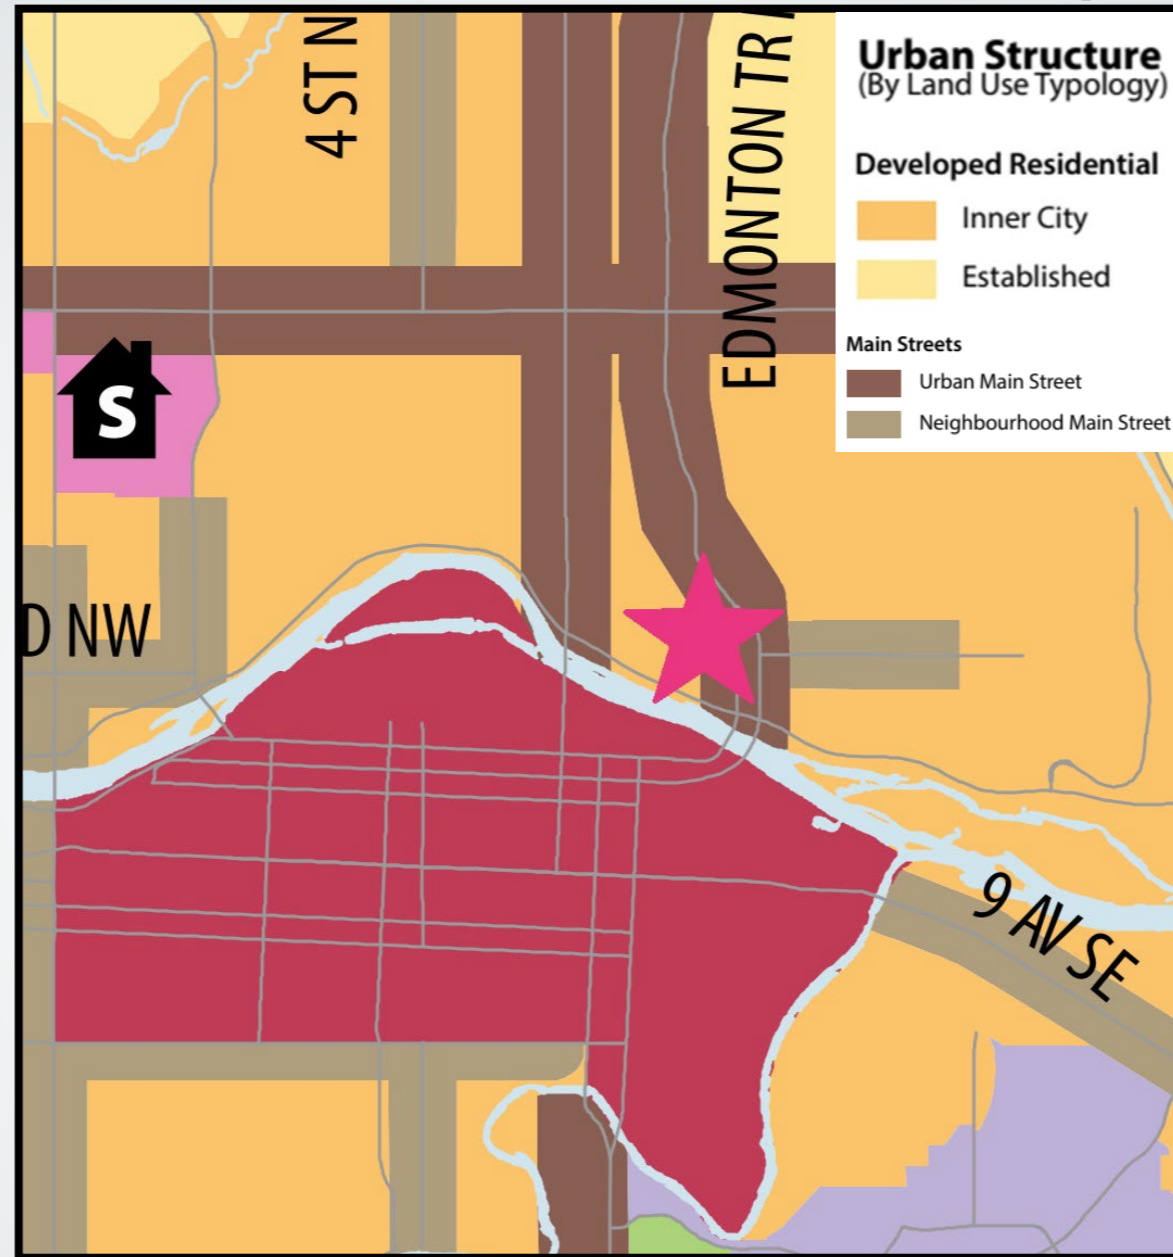 4 ST N
EDMONTON TR
Urban Structure
(By Land Use Typology)
Developed Residential
Inner City
Established
Main Streets
Urban Main Street
Neighbourhood Main Street
S
D NW
9 AV SE